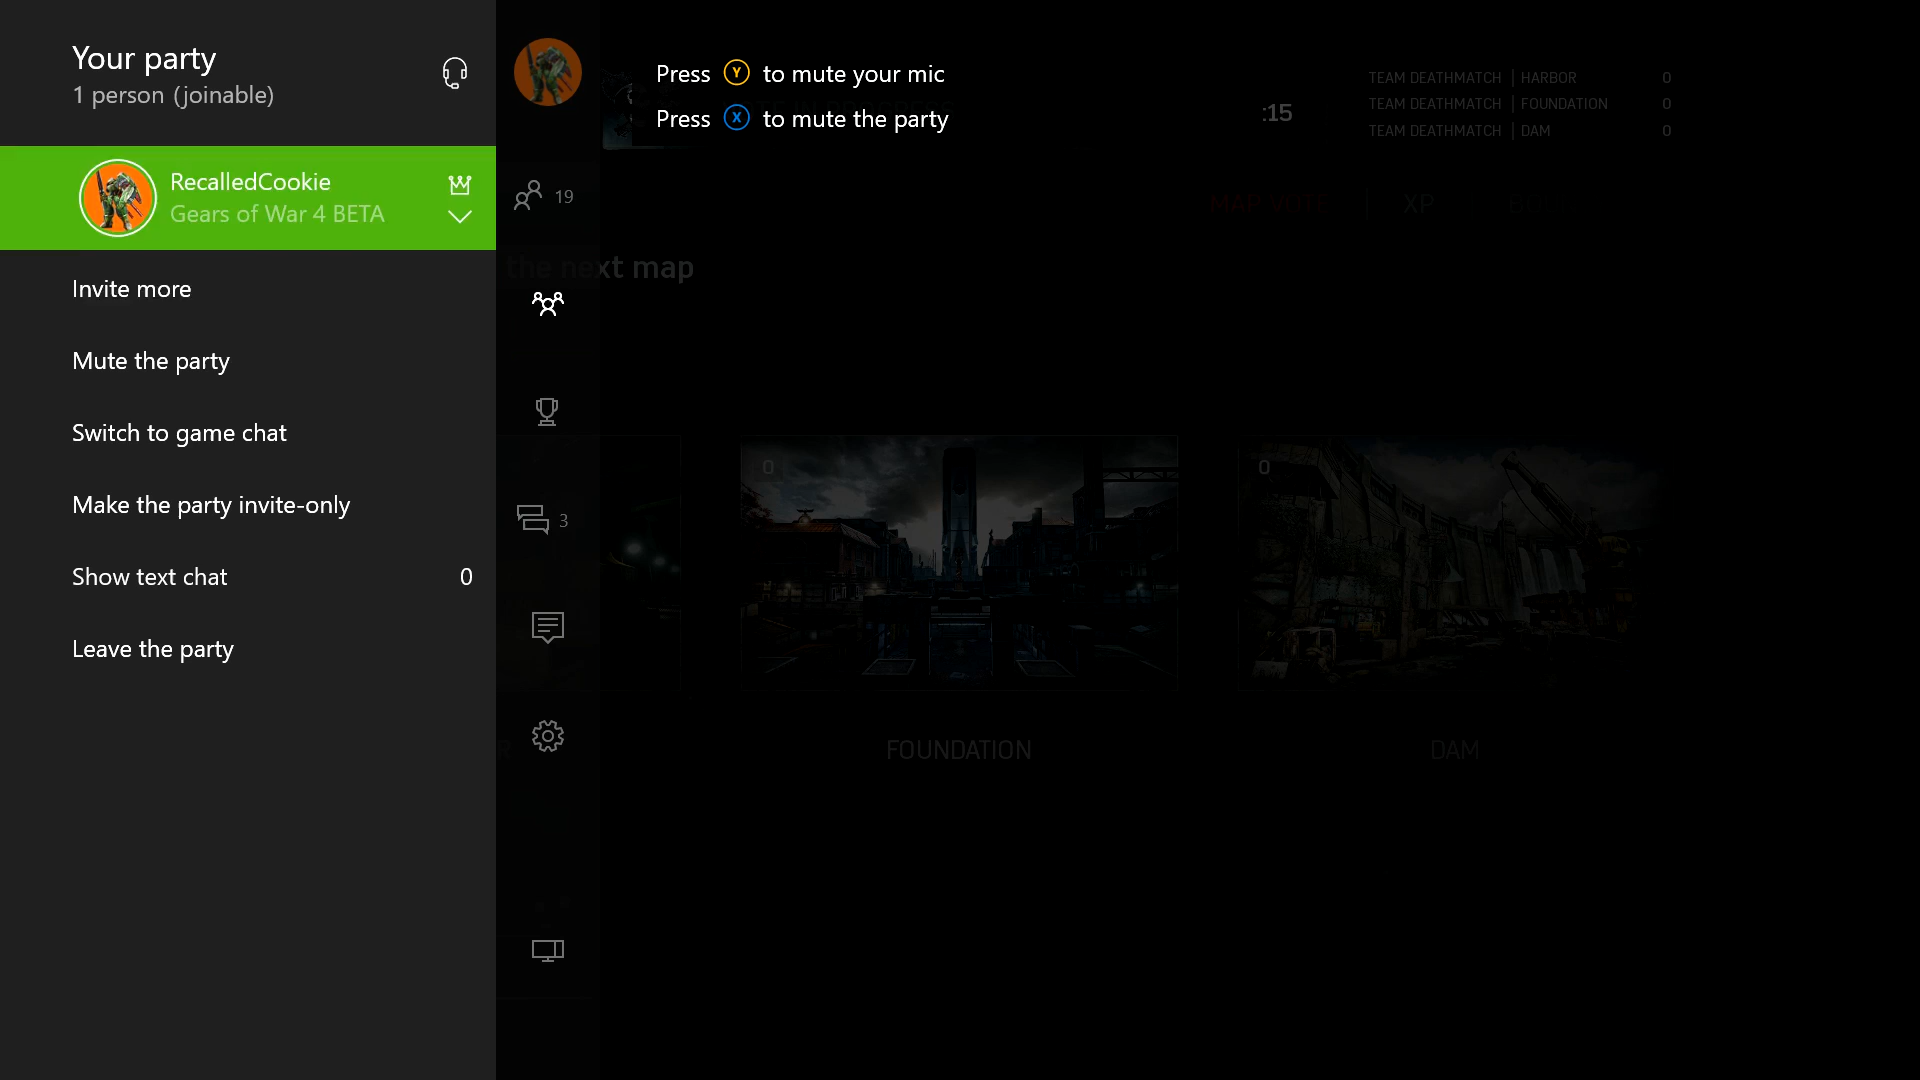 Your party
1 person (joinable)
RecalledCookie
Gears of War 4 BETA
Invite more
Mute the party
Switch to game chat
Make the party invite-only
Show text chat 0
Leave the party
19
3
Press Y to mute your mic
Press X to mute the party
:15
TEAM DEATHMATCH | HARBOR 0
TEAM DEATHMATCH | FOUNDATION 0
TEAM DEATHMATCH | DAM 0
MAP VOTE | XP
the next map
0
0
FOUNDATION
DAM